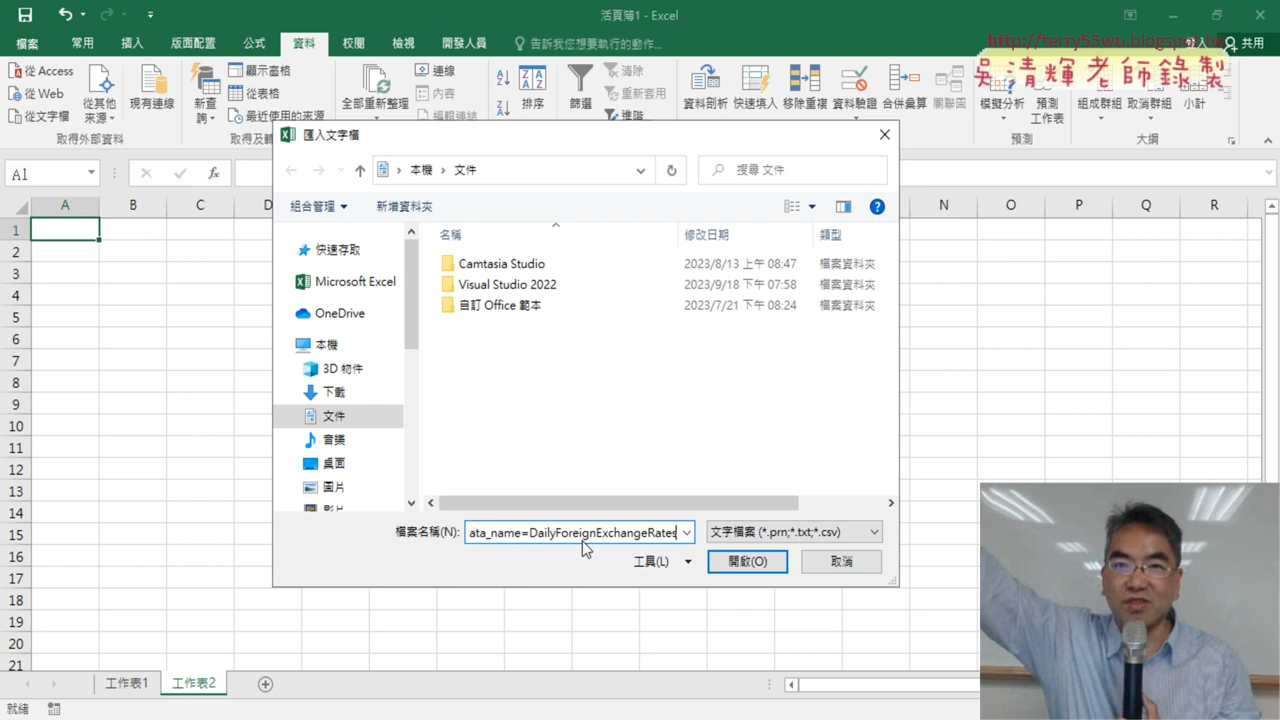 活頁簿1 - Excel
http://terry55wu.blogspot.tw
吳清輝老師錄製
檔案 常用 插入 版面配置 公式 資料 校閱 檢視 開發人員 告訴我您想要執行的動作... 登入 共用
從 Access
從 Web
從文字檔
從其他來源
現有連線
取得外部資料
新查詢
顯示窗格
從表格
最近使用的來源
取得及轉
全部重新整理
連線
內容
編輯連結
排序
篩選
清除
重新套用
進階
資料剖析 快速填入 移除重複 資料驗證 合併彙算 關聯圖
模擬分析 預測工作表
預測
組成群組 取消群組 小計
大綱
A1
fx
A B C D N O P Q R
1
2
3
4
5
6
7
8
9
10
11
12
13
14
15
16
17
18
19
20
21
匯入文字檔
本機 › 文件
搜尋 文件
組合管理 新增資料夾
快速存取
Microsoft Excel
OneDrive
本機
3D 物件
下載
文件
音樂
桌面
圖片
名稱 修改日期 類型
Camtasia Studio 2023/8/13 上午 08:47 檔案資料夾
Visual Studio 2022 2023/9/18 下午 07:58 檔案資料夾
自訂 Office 範本 2023/7/21 下午 08:24 檔案資料夾
檔案名稱(N): ata_name=DailyForeignExchangeRates 文字檔案 (*.prn;*.txt;*.csv)
工具(L) 開啟(O) 取消
工作表1 工作表2
就緒